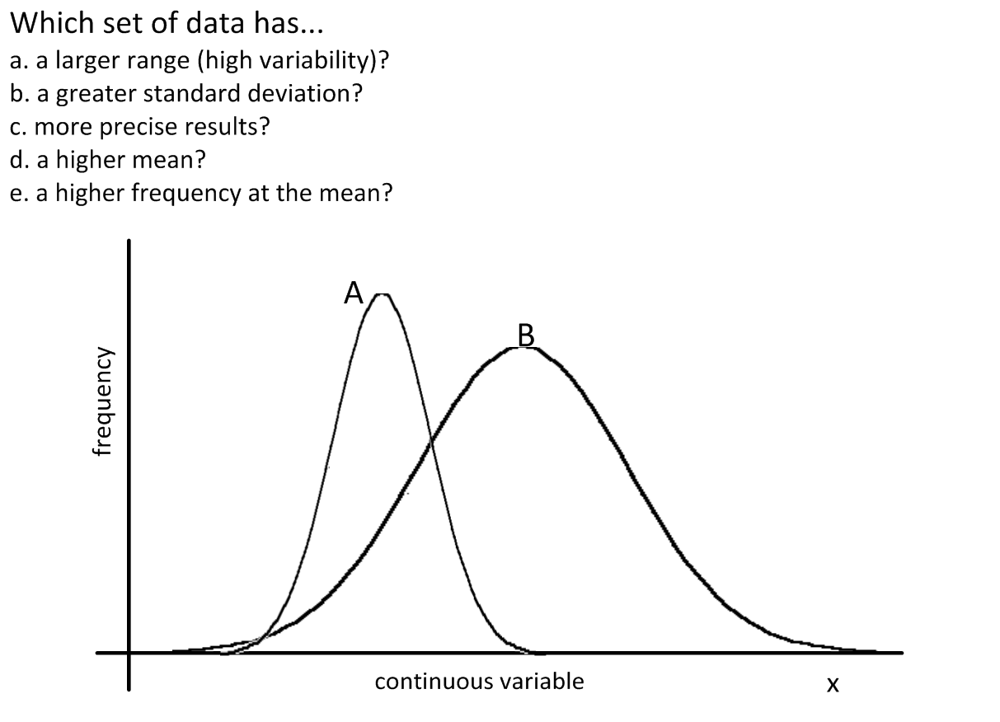 Which set of data has...
a. a larger range (high variability)?
b. a greater standard deviation?
c. more precise results?
d. a higher mean?
e. a higher frequency at the mean?
A
B
frequency
continuous variable
x